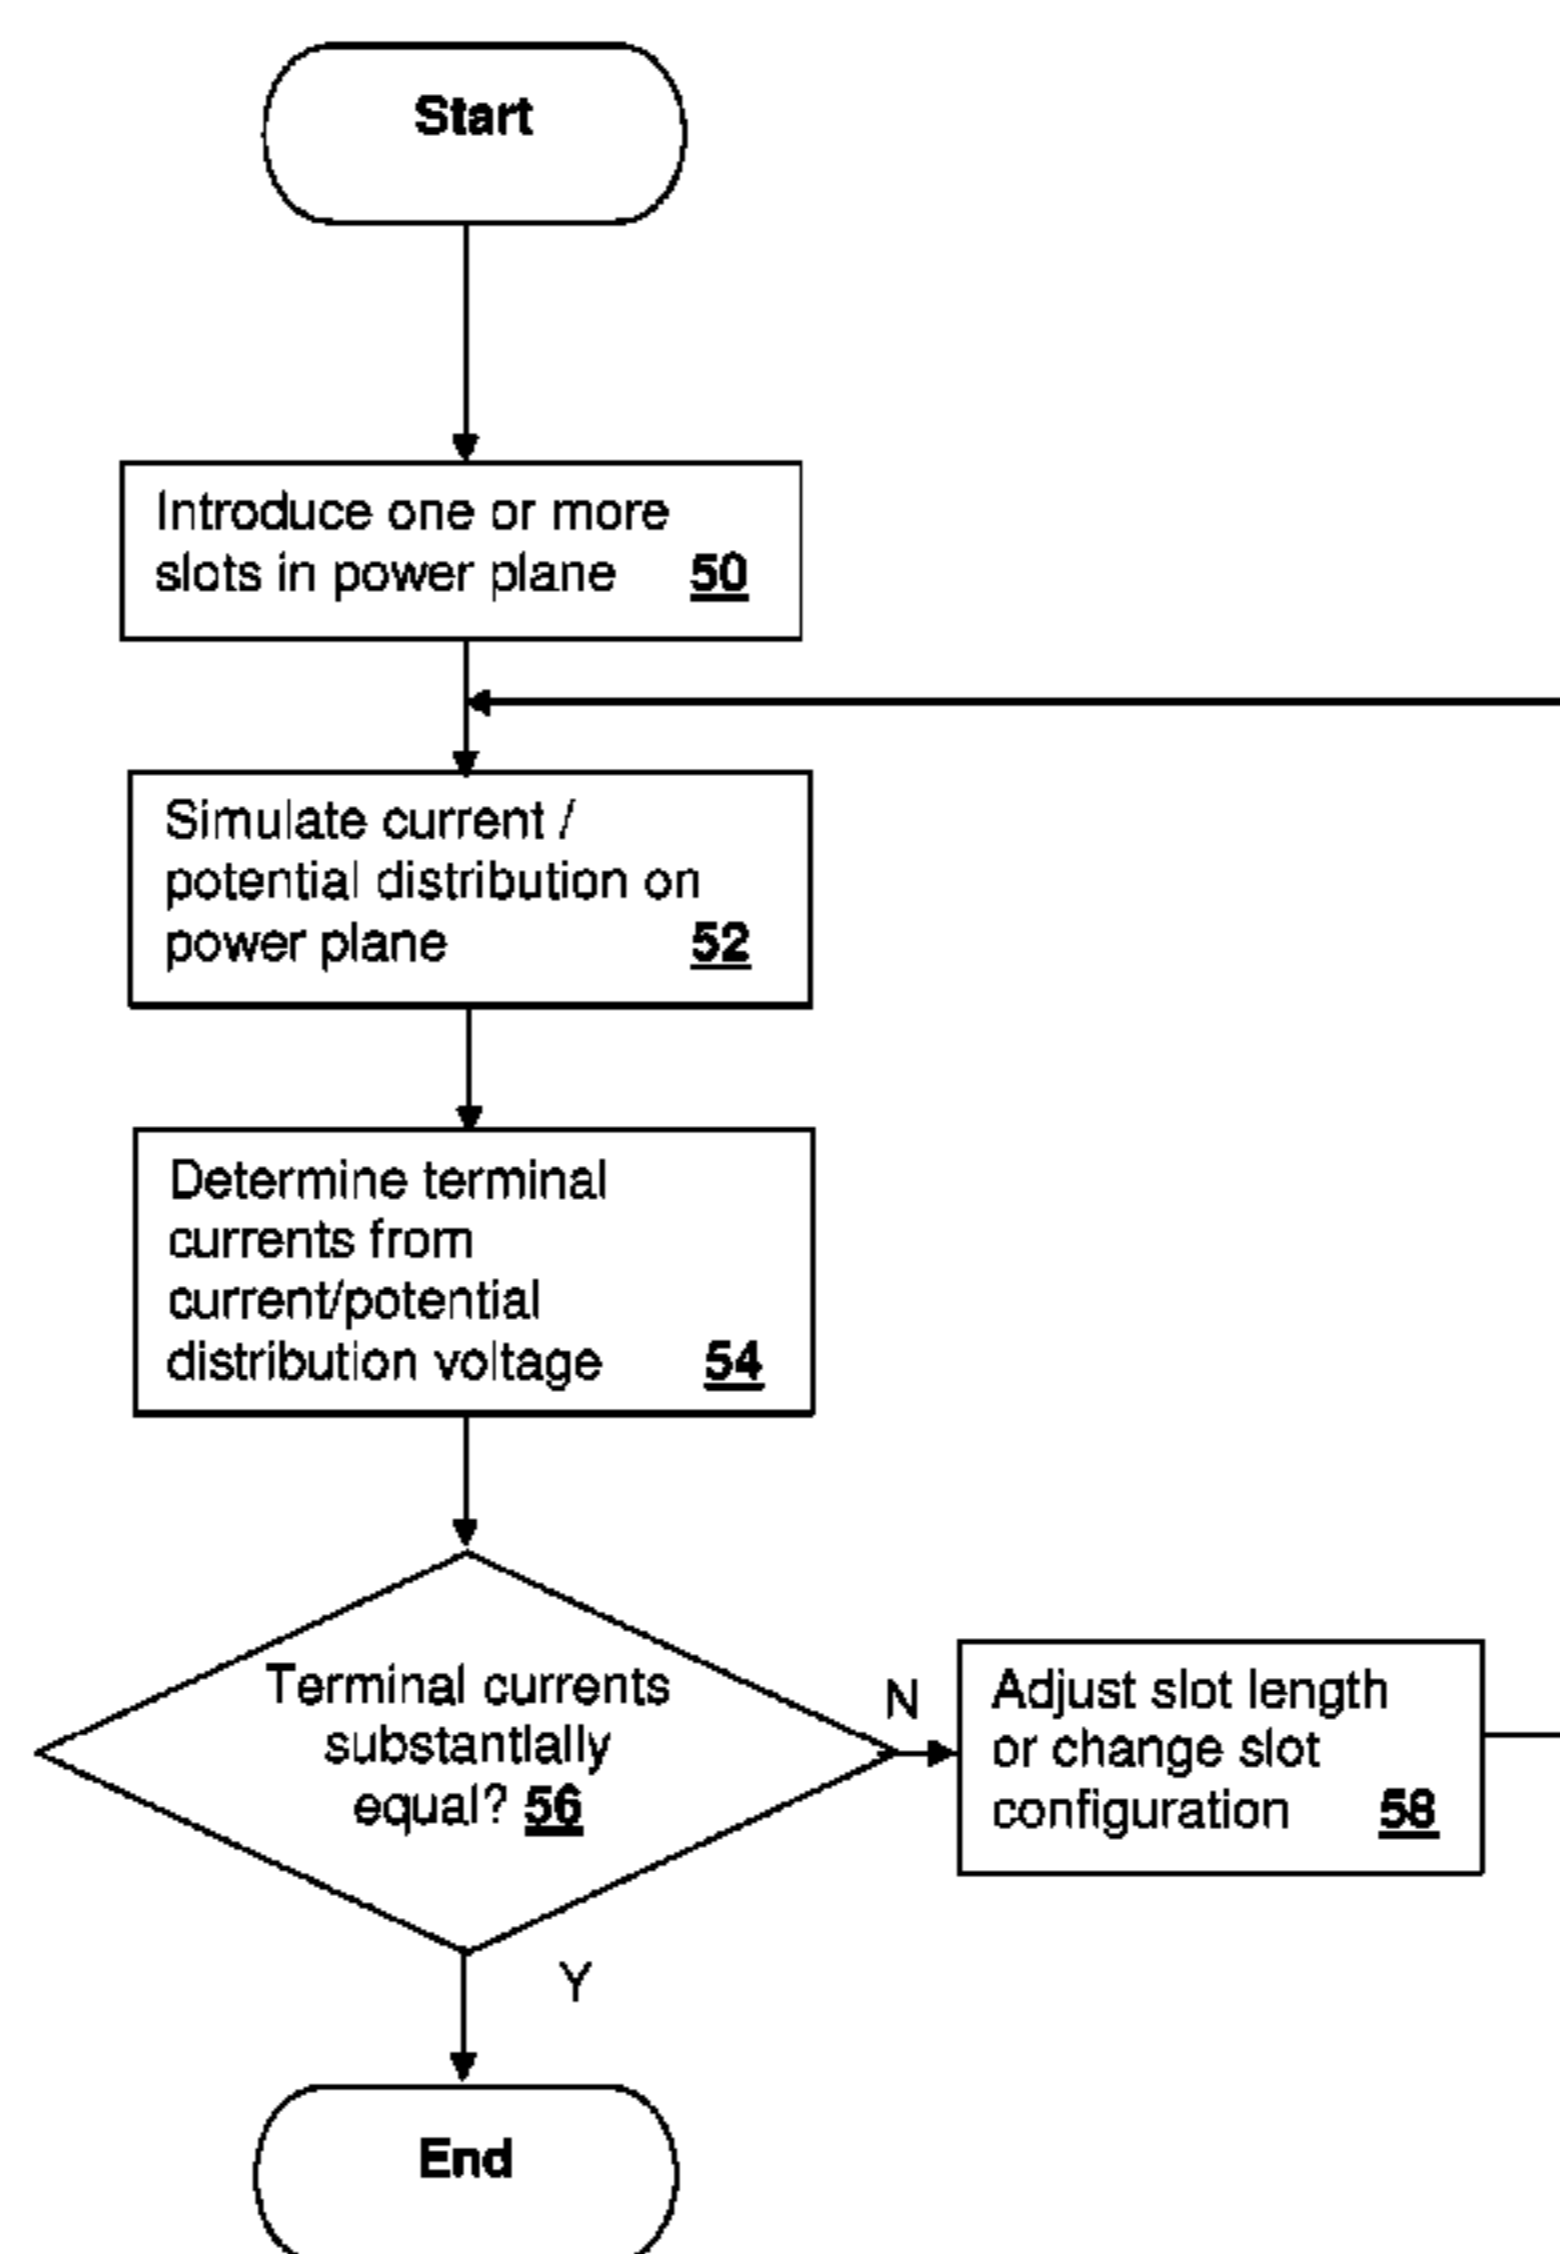 Start
Introduce one or more
slots in power plane 50
Simulate current /
potential distribution on
power plane 52
Determine terminal
currents from
current/potential
distribution voltage 54
Terminal currents
substantially
equal? 56
N
Adjust slot length
or change slot
configuration 58
Y
End